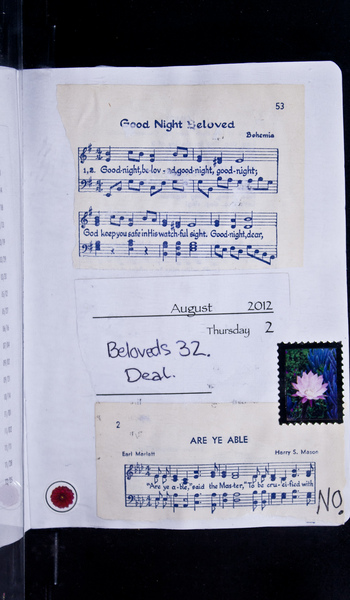 53
Good Night Beloved
Bohemia
1, 2. Good-night, be-lov-ed, good-night, good-night;
God keep you safe in His watch-ful sight. Good-night, dear,
August 2012
Thursday 2
Beloveds 32.
Deal.
2
ARE YE ABLE
Earl Marlatt Harry S. Mason
"Are ye a-ble," said the Mas-ter, "To be cru-ci-fied with
NO.